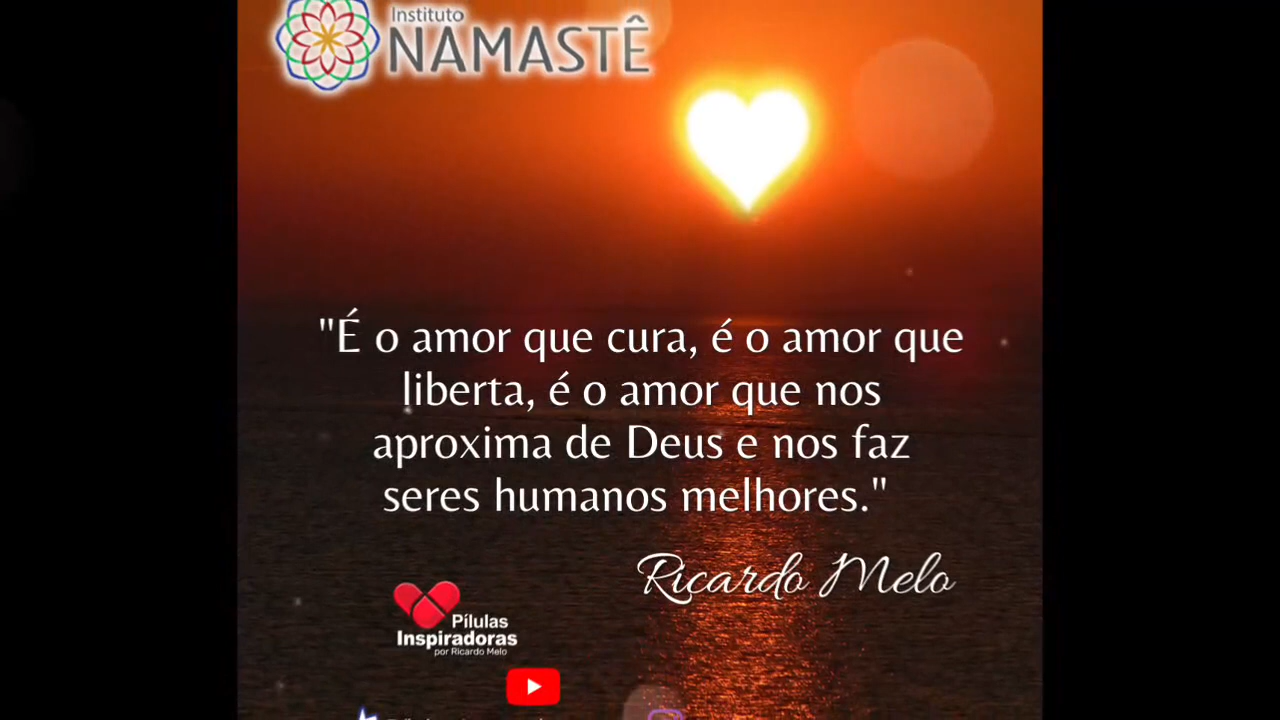 Instituto
NAMASTÊ
"É o amor que cura, é o amor que
liberta, é o amor que nos
aproxima de Deus e nos faz
seres humanos melhores."
Ricardo Melo
Pílulas
Inspiradoras
por Ricardo Melo